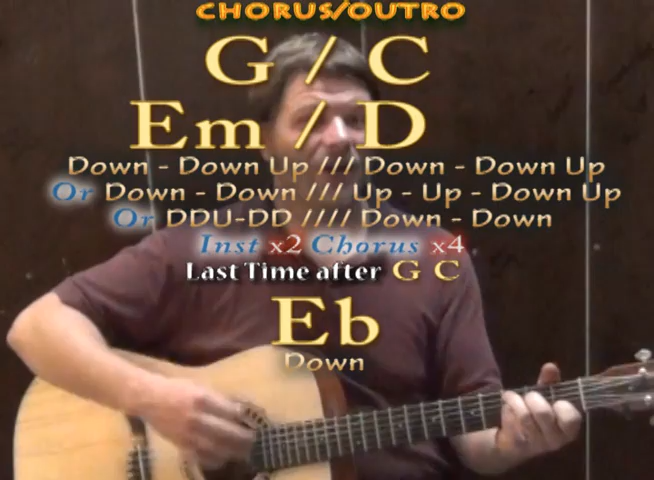 CHORUS/OUTRO
G / C
Em / D
Down - Down Up /// Down - Down Up
Or Down - Down /// Up - Up - Down Up
Or DDU-DD //// Down - Down
Inst x2 Chorus x4
Last Time after G C
Eb
Down